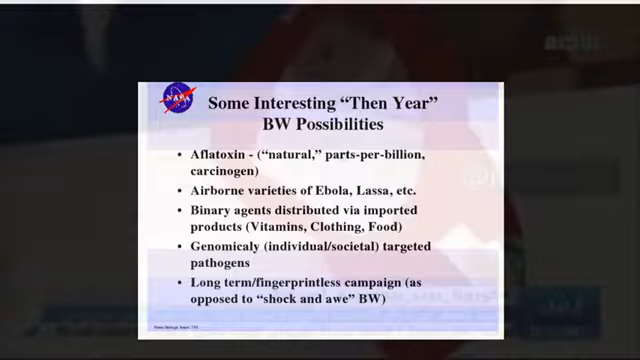 NASA
Some Interesting “Then Year”
BW Possibilities
• Aflatoxin - (“natural,” parts-per-billion,
carcinogen)
• Airborne varieties of Ebola, Lassa, etc.
• Binary agents distributed via imported
products (Vitamins, Clothing, Food)
• Genomicaly (individual/societal) targeted
pathogens
• Long term/fingerprintless campaign (as
opposed to “shock and awe” BW)